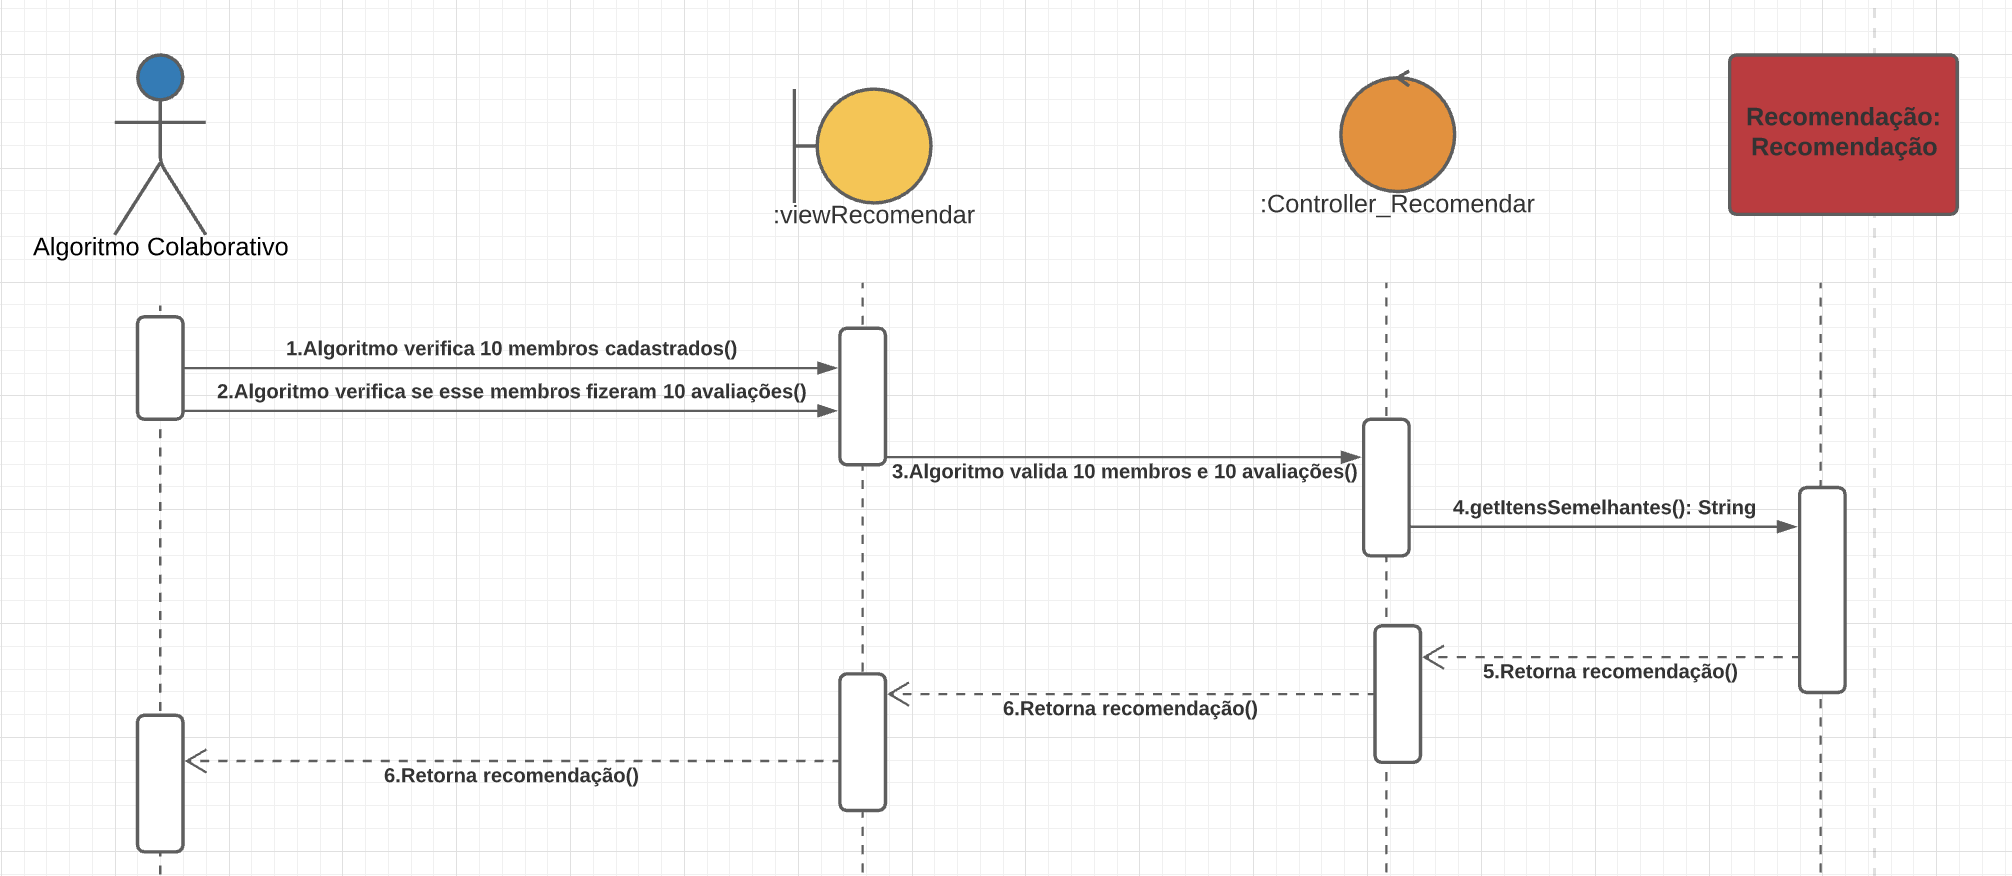 Recomendação:
Recomendação
:Controller_Recomendar
:viewRecomendar
Algoritmo Colaborativo
1.Algoritmo verifica 10 membros cadastrados()
2.Algoritmo verifica se esse membros fizeram 10 avaliações()
3.Algoritmo valida 10 membros e 10 avaliações()
4.getItensSemelhantes(): String
5.Retorna recomendação()
6.Retorna recomendação()
6.Retorna recomendação()